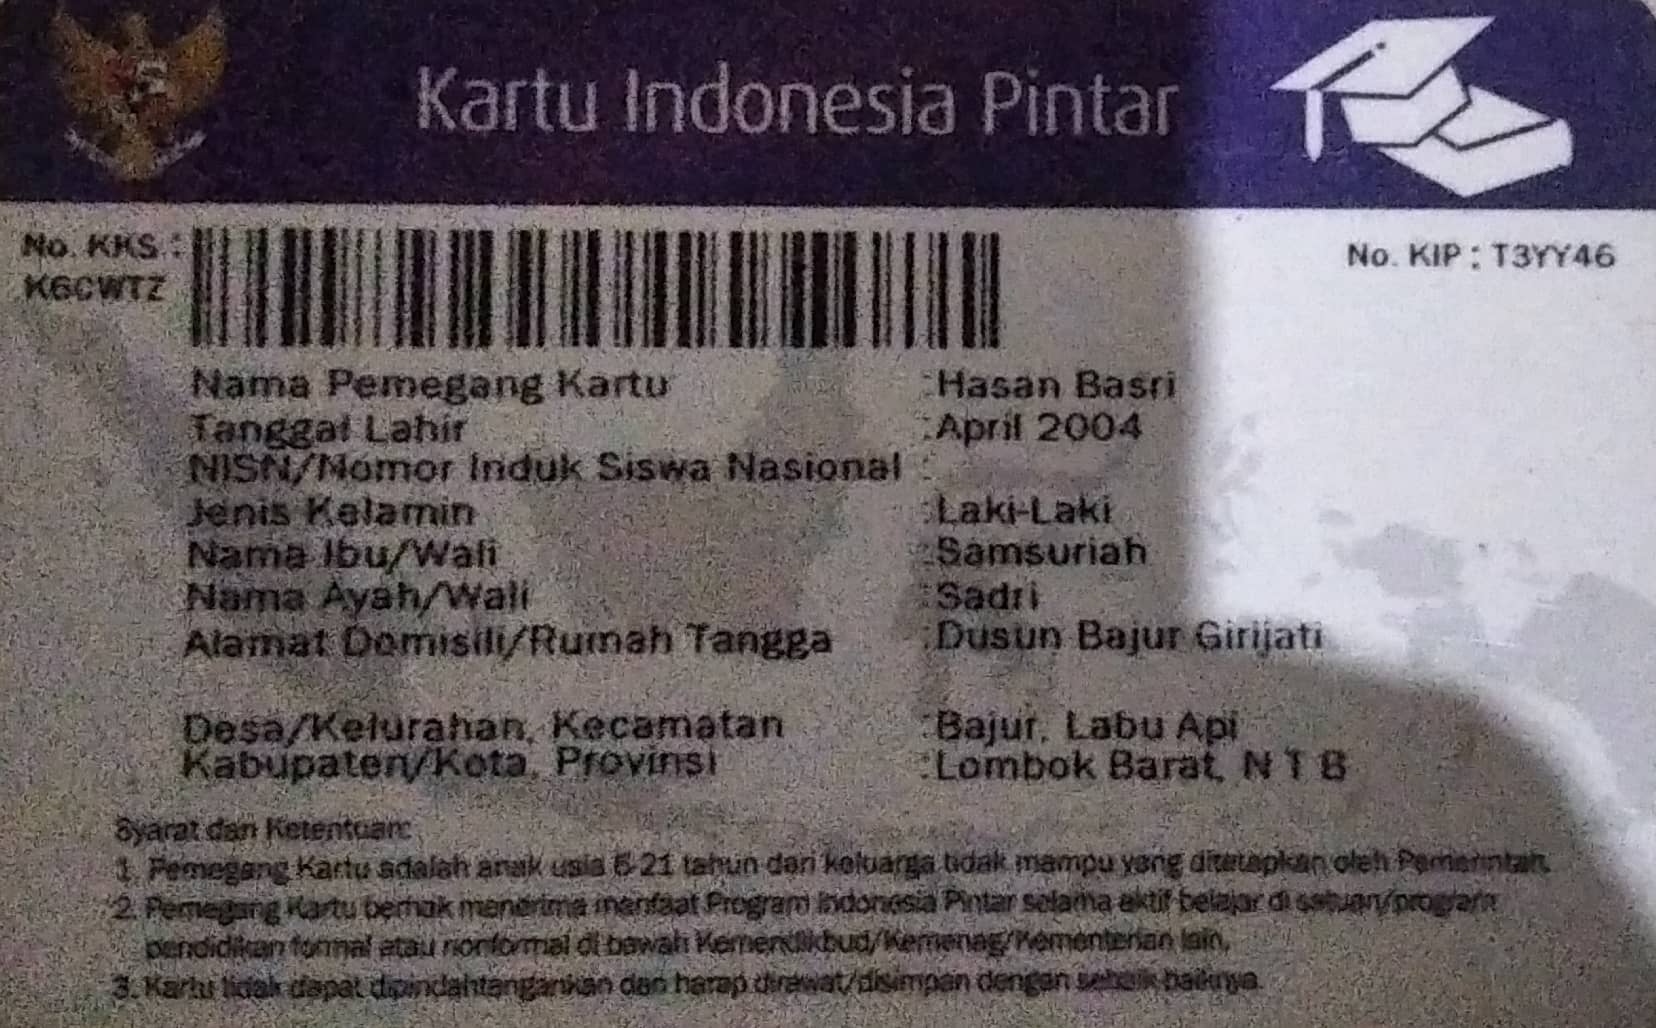 Kartu Indonesia Pintar
No. KKS :
K6CWTZ
No. KIP : T3YY46
Nama Pemegang Kartu :Hasan Basri
Tanggal Lahir :April 2004
NISN/Nomor Induk Siswa Nasional :
Jenis Kelamin :Laki-Laki
Nama Ibu/Wali :Samsuriah
Nama Ayah/Wali :Sadri
Alamat Domisili/Rumah Tangga :Dusun Bajur Girijati
Desa/Kelurahan, Kecamatan :Bajur, Labu Api
Kabupaten/Kota, Provinsi :Lombok Barat, N T B
Syarat dan Ketentuan:
1. Pemegang Kartu adalah anak usia 6-21 tahun dari keluarga tidak mampu yang ditetapkan oleh Pemerintah.
2. Pemegang Kartu berhak menerima manfaat Program Indonesia Pintar selama aktif belajar di satuan/program
pendidikan formal atau nonformal di bawah Kemendikbud/Kemenag/Kementerian lain.
3. Kartu tidak dapat dipindahtangankan dan harap dirawat/disimpan dengan sebaik-baiknya.